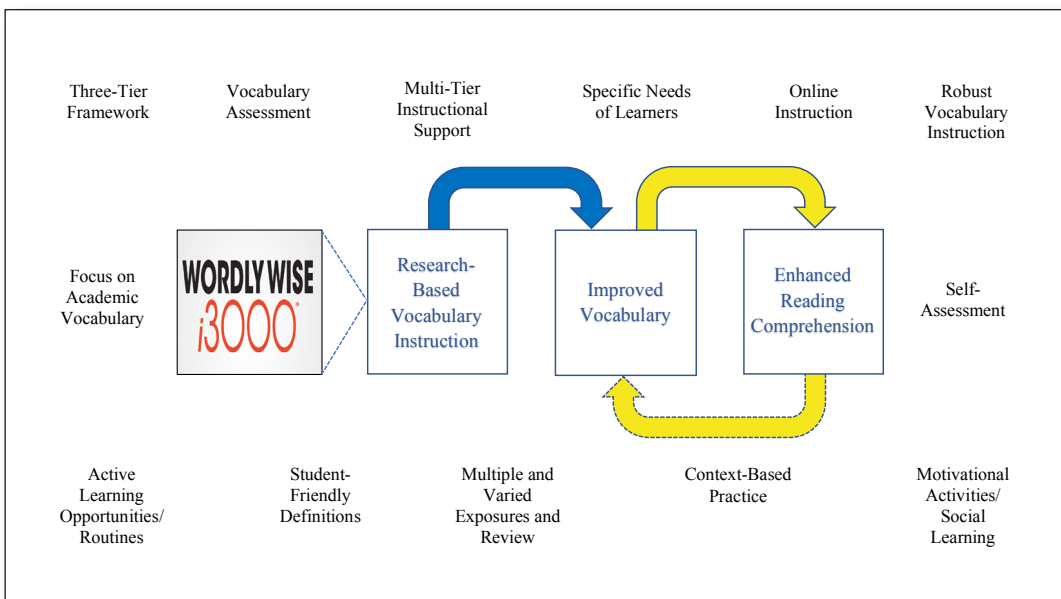 Three-Tier
Framework
Vocabulary
Assessment
Multi-Tier
Instructional
Support
Specific Needs
of Learners
Online
Instruction
Robust
Vocabulary
Instruction
Focus on
Academic
Vocabulary
WORDLY WISE
i3000™
Research-
Based
Vocabulary
Instruction
Improved
Vocabulary
Enhanced
Reading
Comprehension
Self-
Assessment
Active
Learning
Opportunities/
Routines
Student-
Friendly
Definitions
Multiple and
Varied
Exposures and
Review
Context-Based
Practice
Motivational
Activities/
Social
Learning